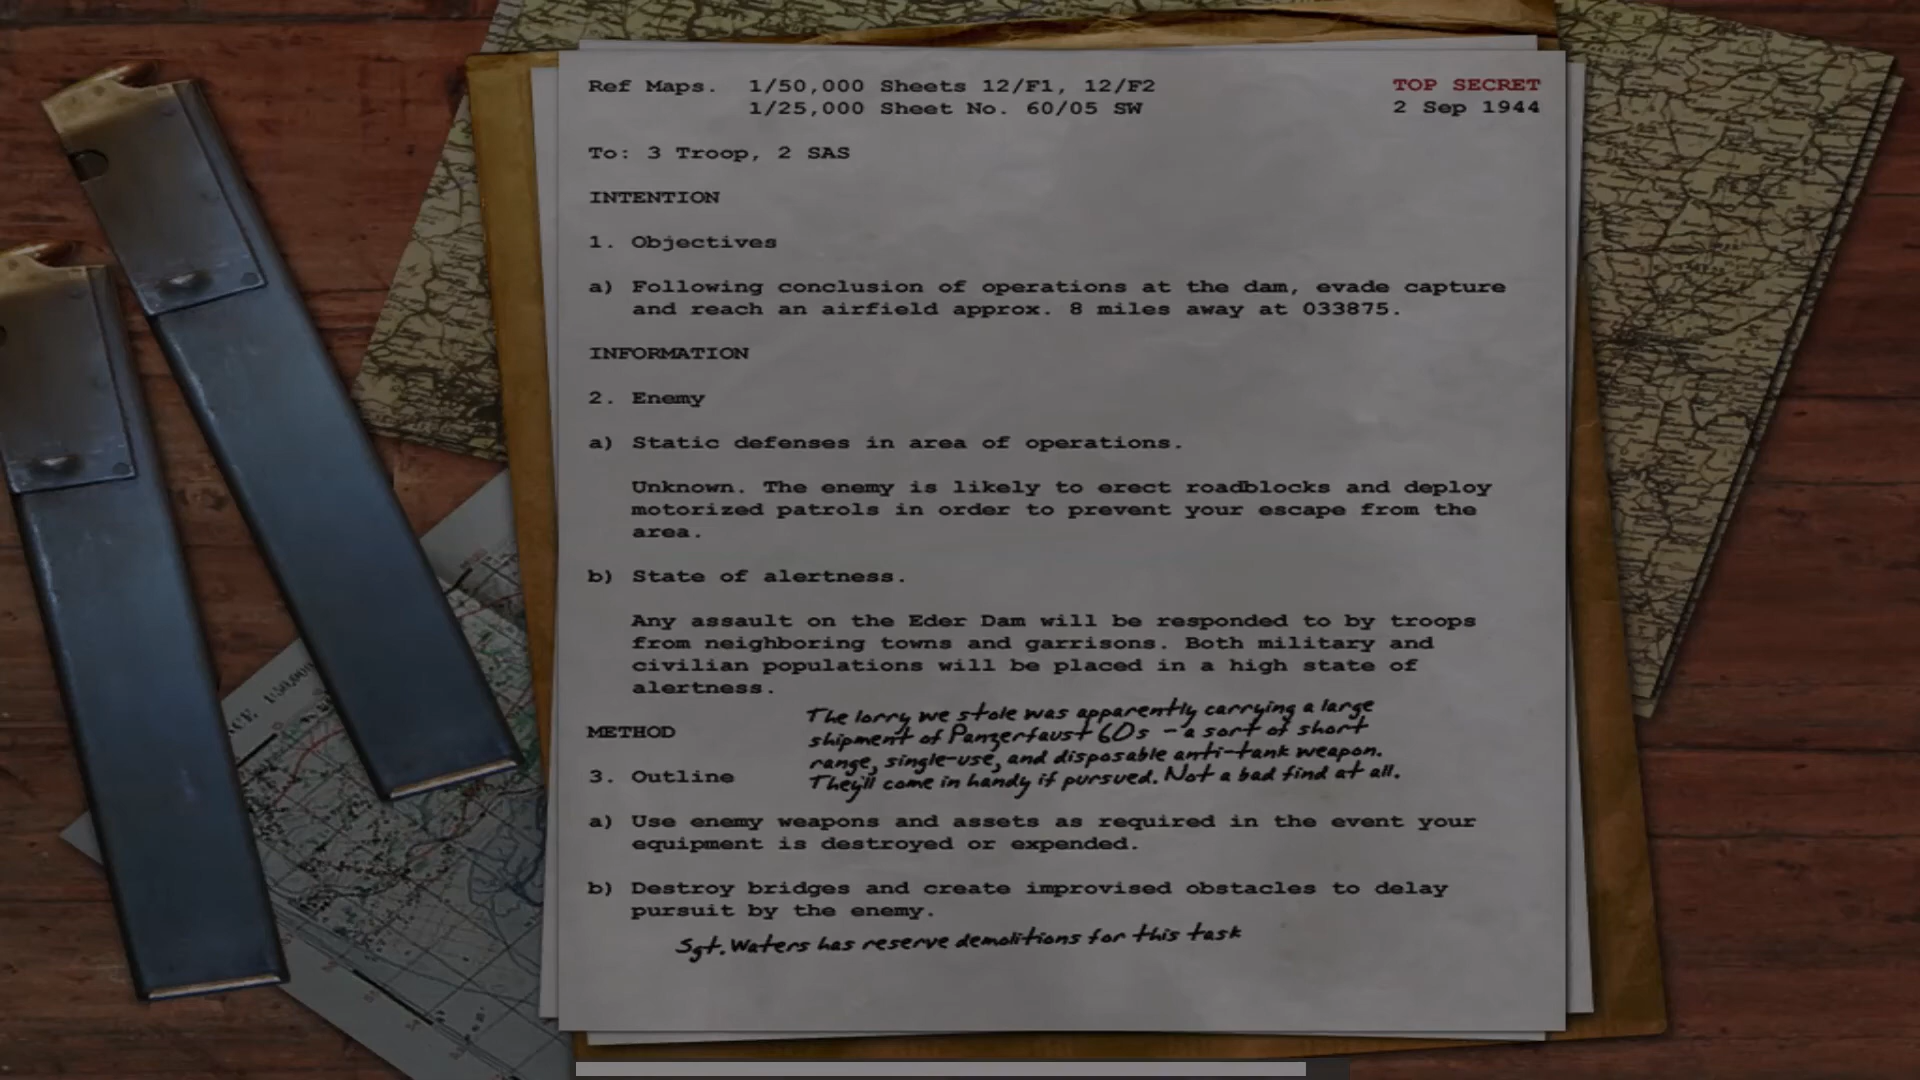 Ref Maps. 1/50,000 Sheets 12/F1, 12/F2
1/25,000 Sheet No. 60/05 SW
TOP SECRET
2 Sep 1944
To: 3 Troop, 2 SAS
INTENTION
1. Objectives
a) Following conclusion of operations at the dam, evade capture
and reach an airfield approx. 8 miles away at 033875.
INFORMATION
2. Enemy
a) Static defenses in area of operations.
Unknown. The enemy is likely to erect roadblocks and deploy
motorized patrols in order to prevent your escape from the
area.
b) State of alertness.
Any assault on the Eder Dam will be responded to by troops
from neighboring towns and garrisons. Both military and
civilian populations will be placed in a high state of
alertness.
METHOD
The lorry we stole was apparently carrying a large
shipment of Panzerfaust 60s - a sort of short
range, single-use, and disposable anti-tank weapon.
They'll come in handy if pursued. Not a bad find at all.
3. Outline
a) Use enemy weapons and assets as required in the event your
equipment is destroyed or expended.
b) Destroy bridges and create improvised obstacles to delay
pursuit by the enemy.
Sgt. Waters has reserve demolitions for this task